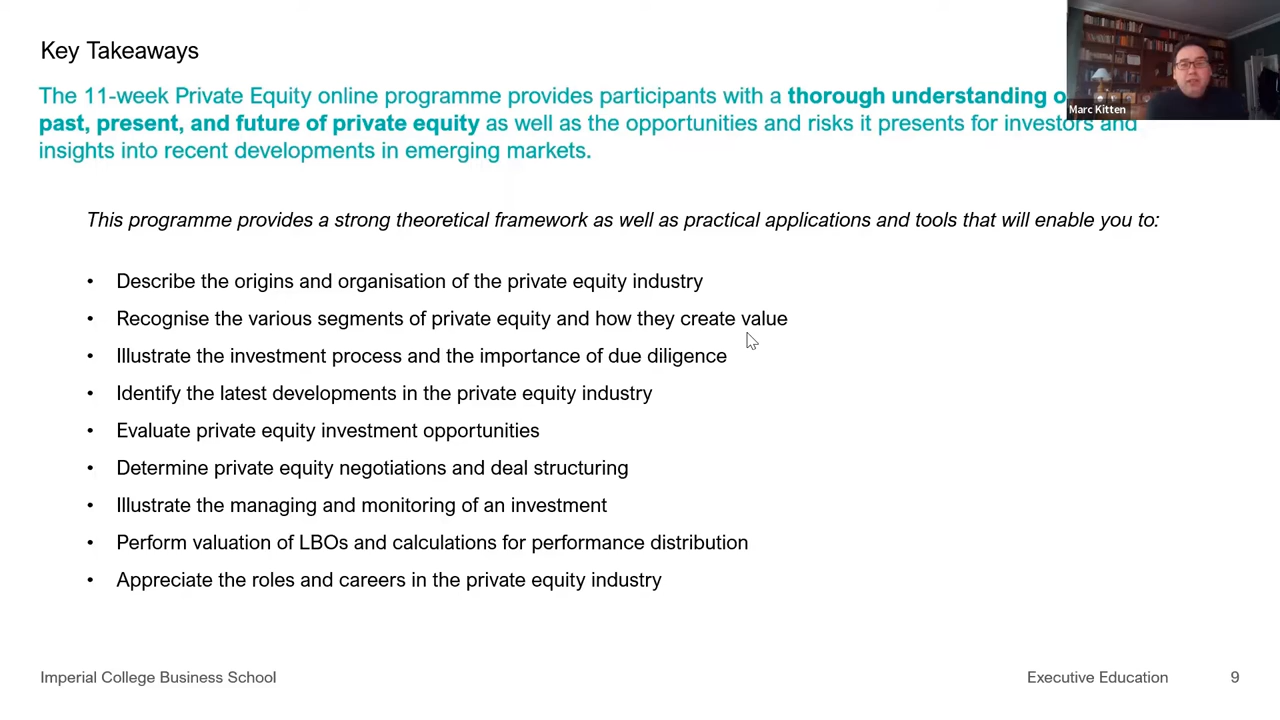 Key Takeaways
The 11-week Private Equity online programme provides participants with a thorough understanding
past, present, and future of private equity as well as the opportunities and risks it presents for investors and
insights into recent developments in emerging markets.
Marc Kitten
This programme provides a strong theoretical framework as well as practical applications and tools that will enable you to:
• Describe the origins and organisation of the private equity industry
• Recognise the various segments of private equity and how they create value
• Illustrate the investment process and the importance of due diligence
• Identify the latest developments in the private equity industry
• Evaluate private equity investment opportunities
• Determine private equity negotiations and deal structuring
• Illustrate the managing and monitoring of an investment
• Perform valuation of LBOs and calculations for performance distribution
• Appreciate the roles and careers in the private equity industry
Imperial College Business School
Executive Education
9